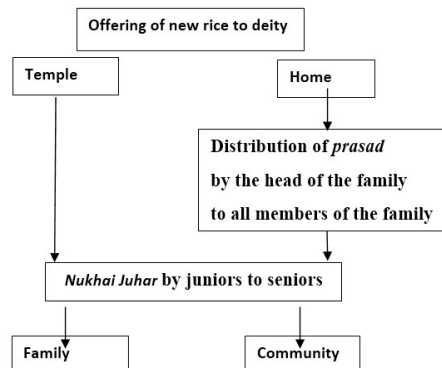 Offering of new rice to deity
Temple
Home
Distribution of prasad
by the head of the family
to all members of the family
Nukhai Juhar by juniors to seniors
Family
Community